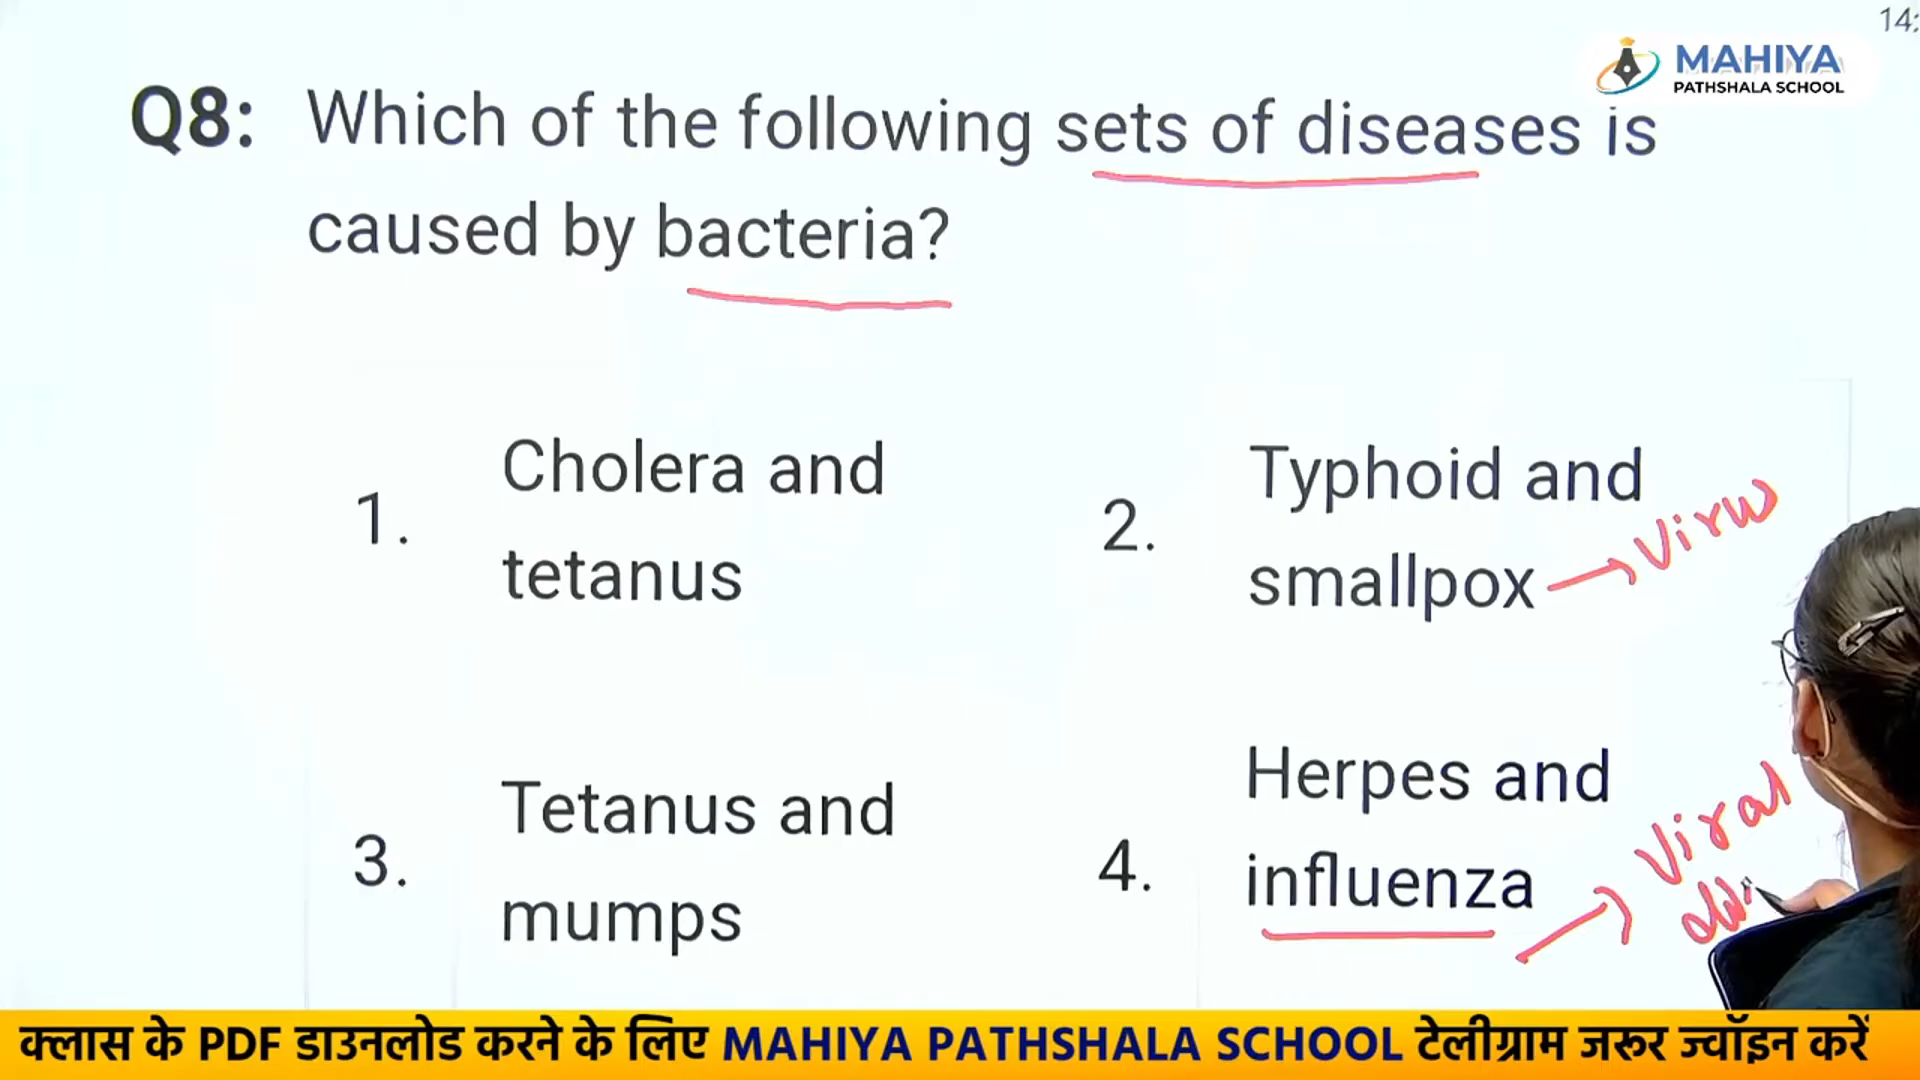 14:
MAHIYA
PATHSHALA SCHOOL
Q8: Which of the following sets of diseases is
caused by bacteria?
1. Cholera and
tetanus
2. Typhoid and
smallpox → Virus
3. Tetanus and
mumps
4. Herpes and
influenza → Viral
क्लास के PDF डाउनलोड करने के लिए MAHIYA PATHSHALA SCHOOL टेलीग्राम जरूर ज्वॉइन करें